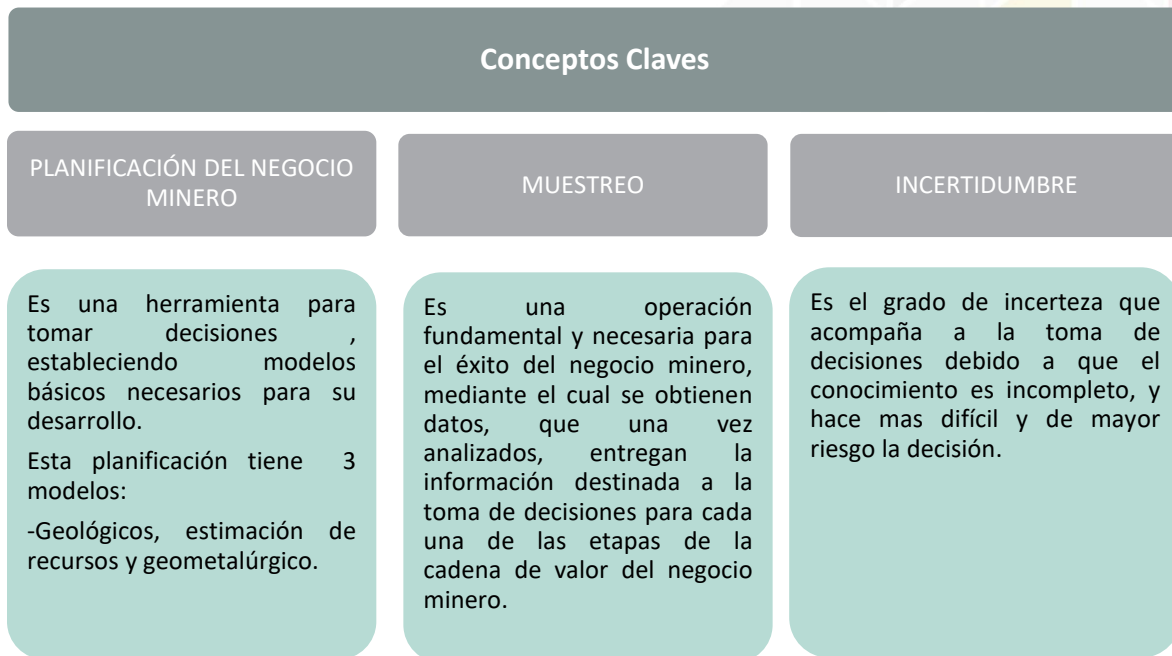 Conceptos Claves
PLANIFICACIÓN DEL NEGOCIO
MINERO
Es una herramienta para
tomar decisiones ,
estableciendo modelos
básicos necesarios para su
desarrollo.
Esta planificación tiene 3
modelos:
-Geológicos, estimación de
recursos y geometalúrgico.
MUESTREO
Es una operación
fundamental y necesaria para
el éxito del negocio minero,
mediante el cual se obtienen
datos, que una vez
analizados, entregan la
información destinada a la
toma de decisiones para cada
una de las etapas de la
cadena de valor del negocio
minero.
INCERTIDUMBRE
Es el grado de incerteza que
acompaña a la toma de
decisiones debido a que el
conocimiento es incompleto, y
hace mas difícil y de mayor
riesgo la decisión.